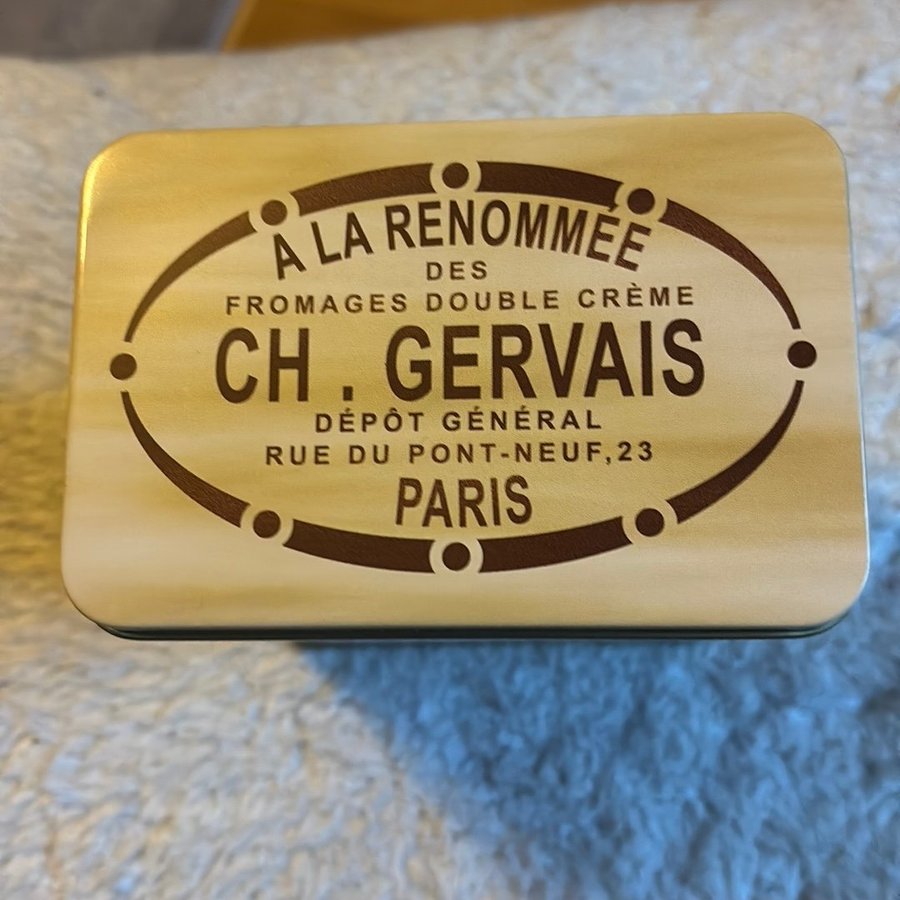 A LA RENOMMÉE
DES
FROMAGES DOUBLE CRÈME
CH . GERVAIS
DÉPÔT GÉNÉRAL
RUE DU PONT-NEUF,23
PARIS